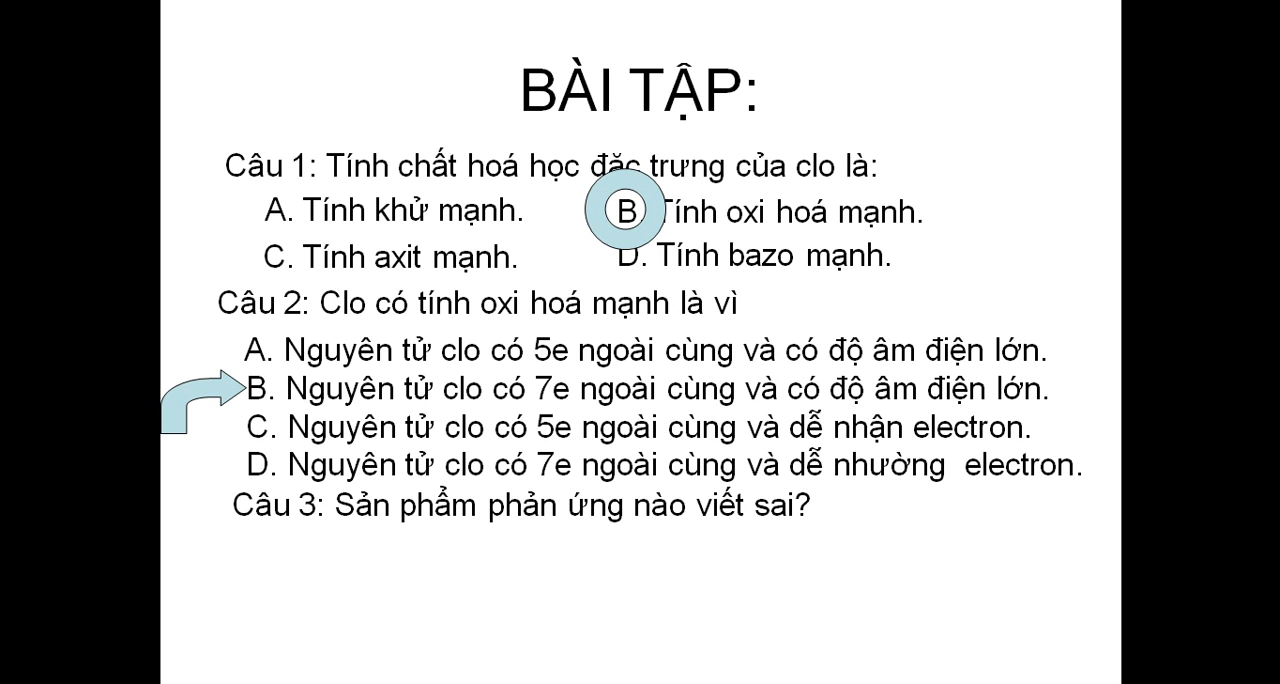 BÀI TẬP:
Câu 1: Tính chất hoá học đặc trưng của clo là:
A. Tính khử mạnh. B. Tính oxi hoá mạnh.
C. Tính axit mạnh. D. Tính bazo mạnh.
Câu 2: Clo có tính oxi hoá mạnh là vì
A. Nguyên tử clo có 5e ngoài cùng và có độ âm điện lớn.
B. Nguyên tử clo có 7e ngoài cùng và có độ âm điện lớn.
C. Nguyên tử clo có 5e ngoài cùng và dễ nhận electron.
D. Nguyên tử clo có 7e ngoài cùng và dễ nhường electron.
Câu 3: Sản phẩm phản ứng nào viết sai?